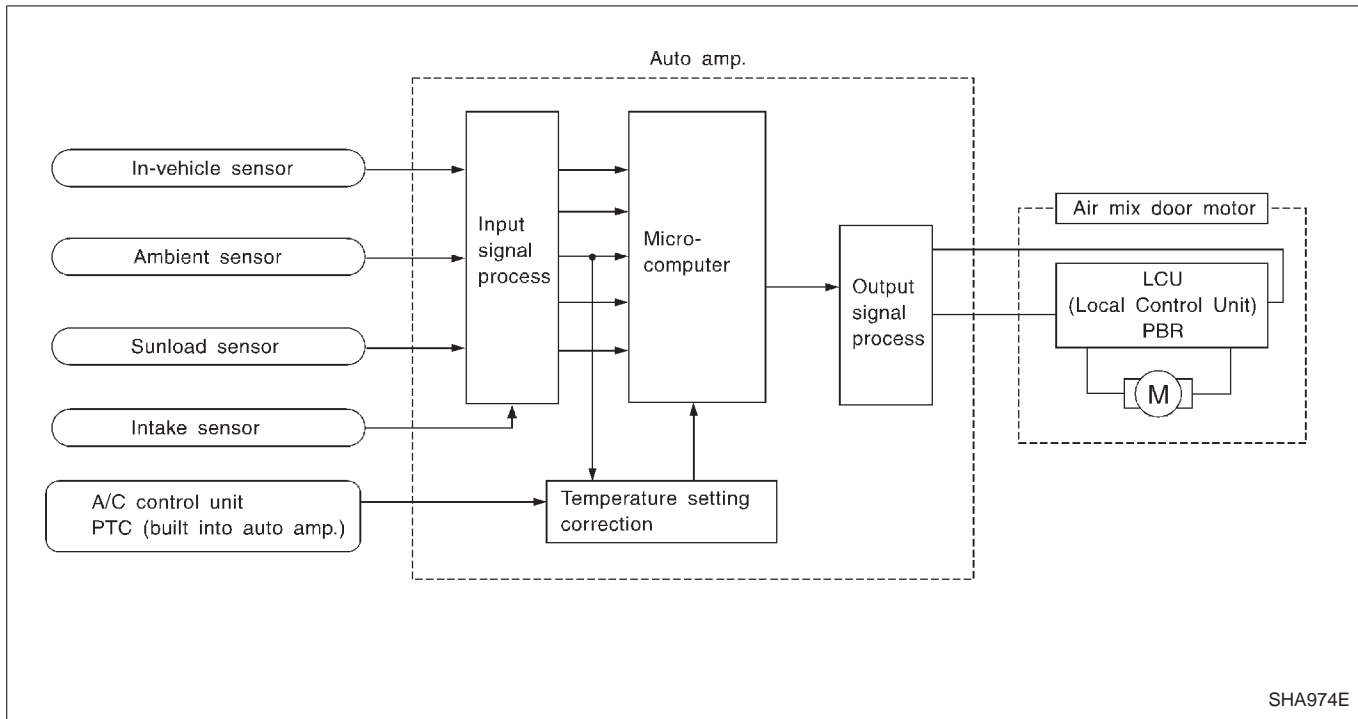 Auto amp.
In-vehicle sensor
Ambient sensor
Sunload sensor
Intake sensor
A/C control unit
PTC (built into auto amp.)
Input
signal
process
Micro-
computer
Temperature setting
correction
Output
signal
process
Air mix door motor
LCU
(Local Control Unit)
PBR
M
SHA974E